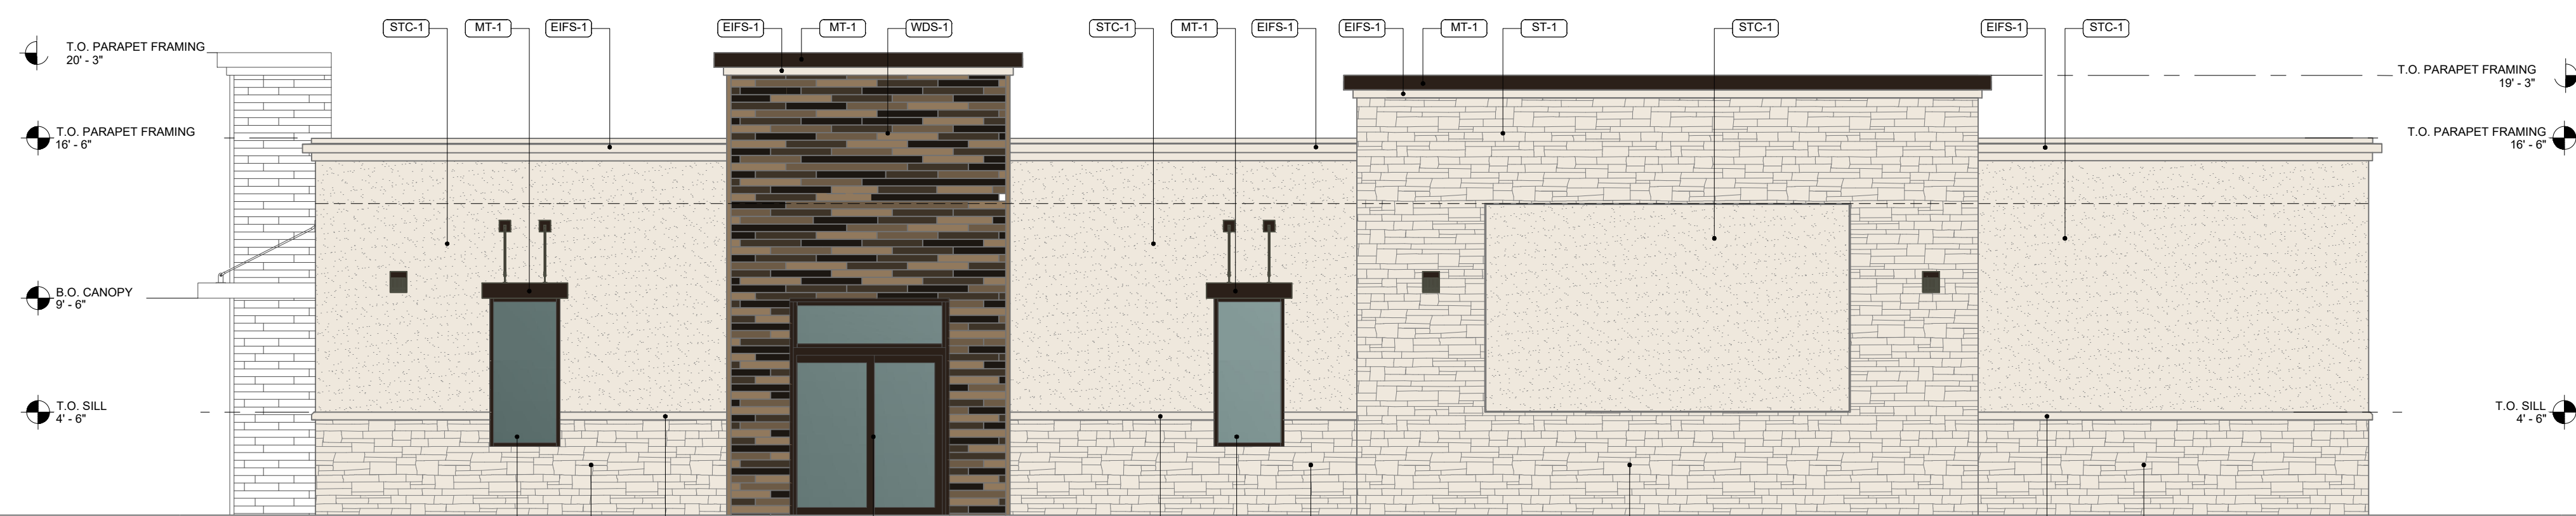 STC-1 MT-1 EIFS-1 EIFS-1 MT-1 WDS-1 STC-1 MT-1 EIFS-1 EIFS-1 MT-1 ST-1 STC-1 EIFS-1 STC-1
T.O. PARAPET FRAMING
20' - 3"
T.O. PARAPET FRAMING
19' - 3"
T.O. PARAPET FRAMING
16' - 6"
T.O. PARAPET FRAMING
16' - 6"
B.O. CANOPY
9' - 6"
T.O. SILL
4' - 6"
T.O. SILL
4' - 6"